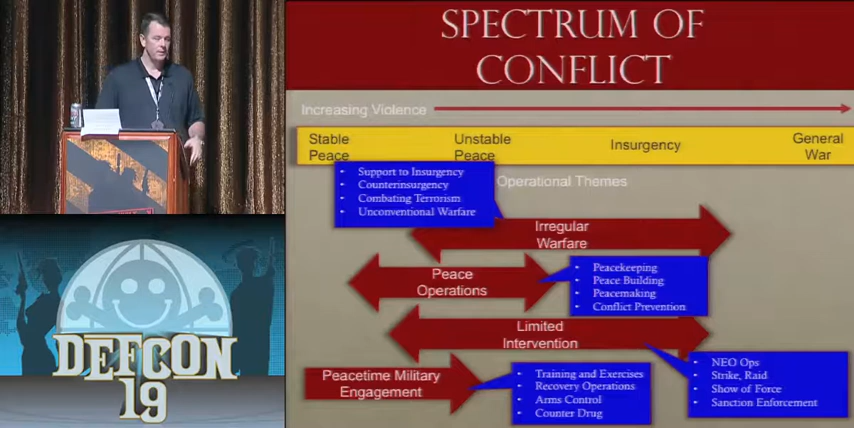 SPECTRUM OF
CONFLICT
Increasing Violence
Stable
Peace
Unstable
Peace
Insurgency
General
War
Operational Themes
• Support to Insurgency
• Counterinsurgency
• Combating Terrorism
• Unconventional Warfare
Irregular
Warfare
Peace
Operations
• Peacekeeping
• Peace Building
• Peacemaking
• Conflict Prevention
Limited
Intervention
• NEO Ops
• Strike, Raid
• Show of Force
• Sanction Enforcement
Peacetime Military
Engagement
• Training and Exercises
• Recovery Operations
• Arms Control
• Counter Drug
DEFCON
19